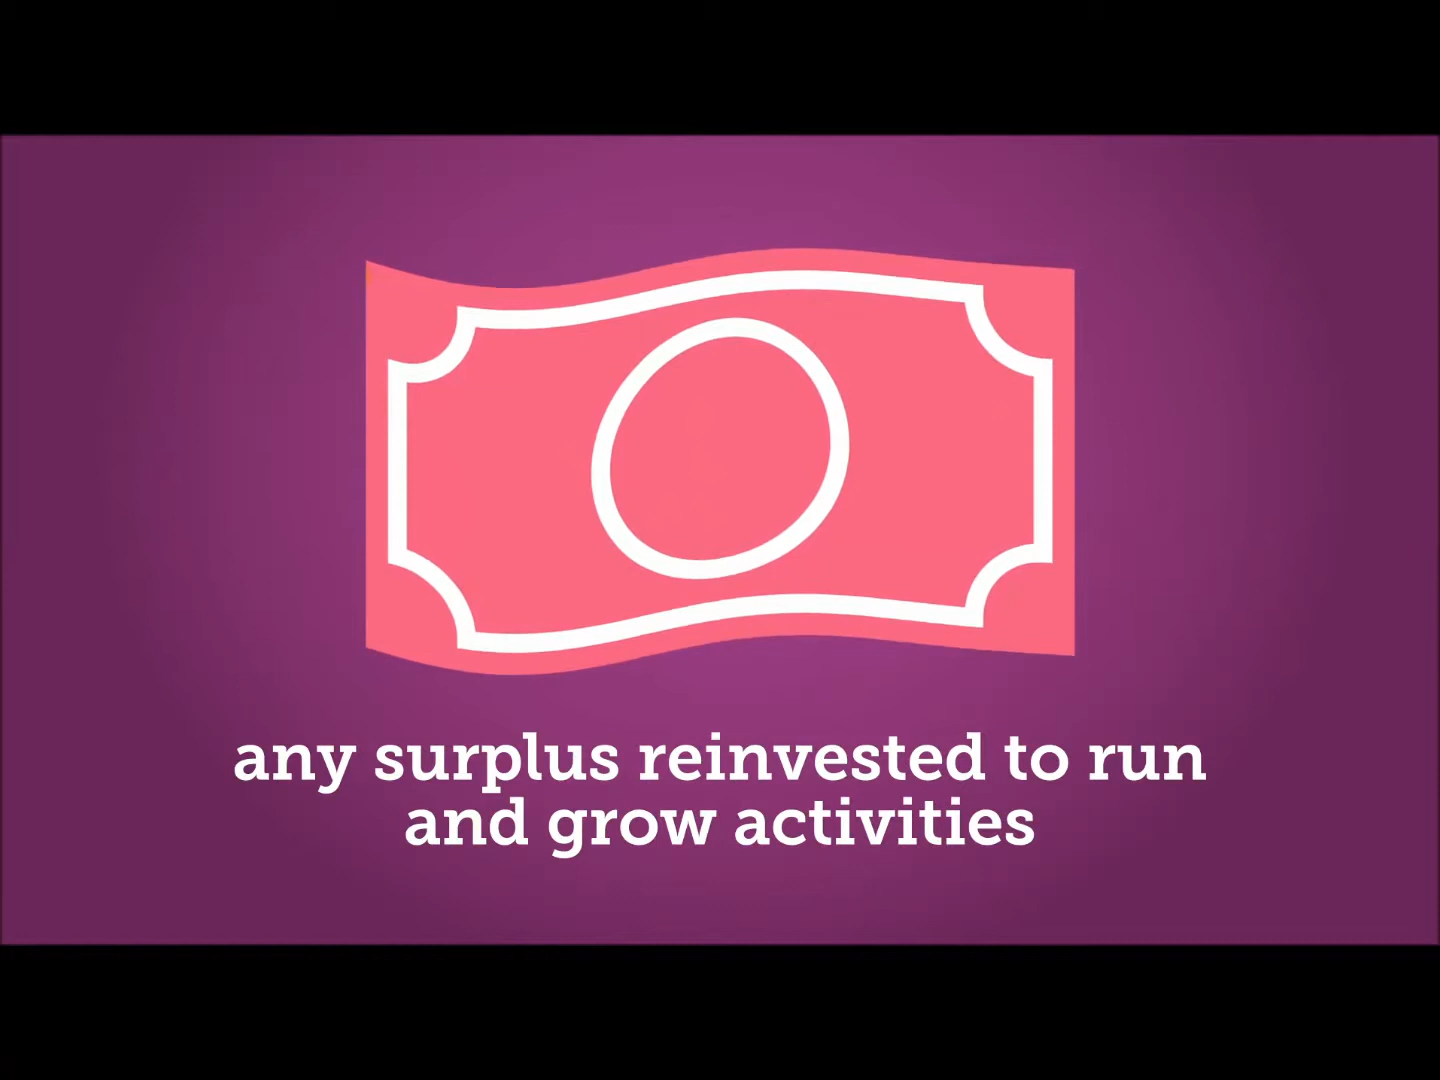 any surplus reinvested to run
and grow activities